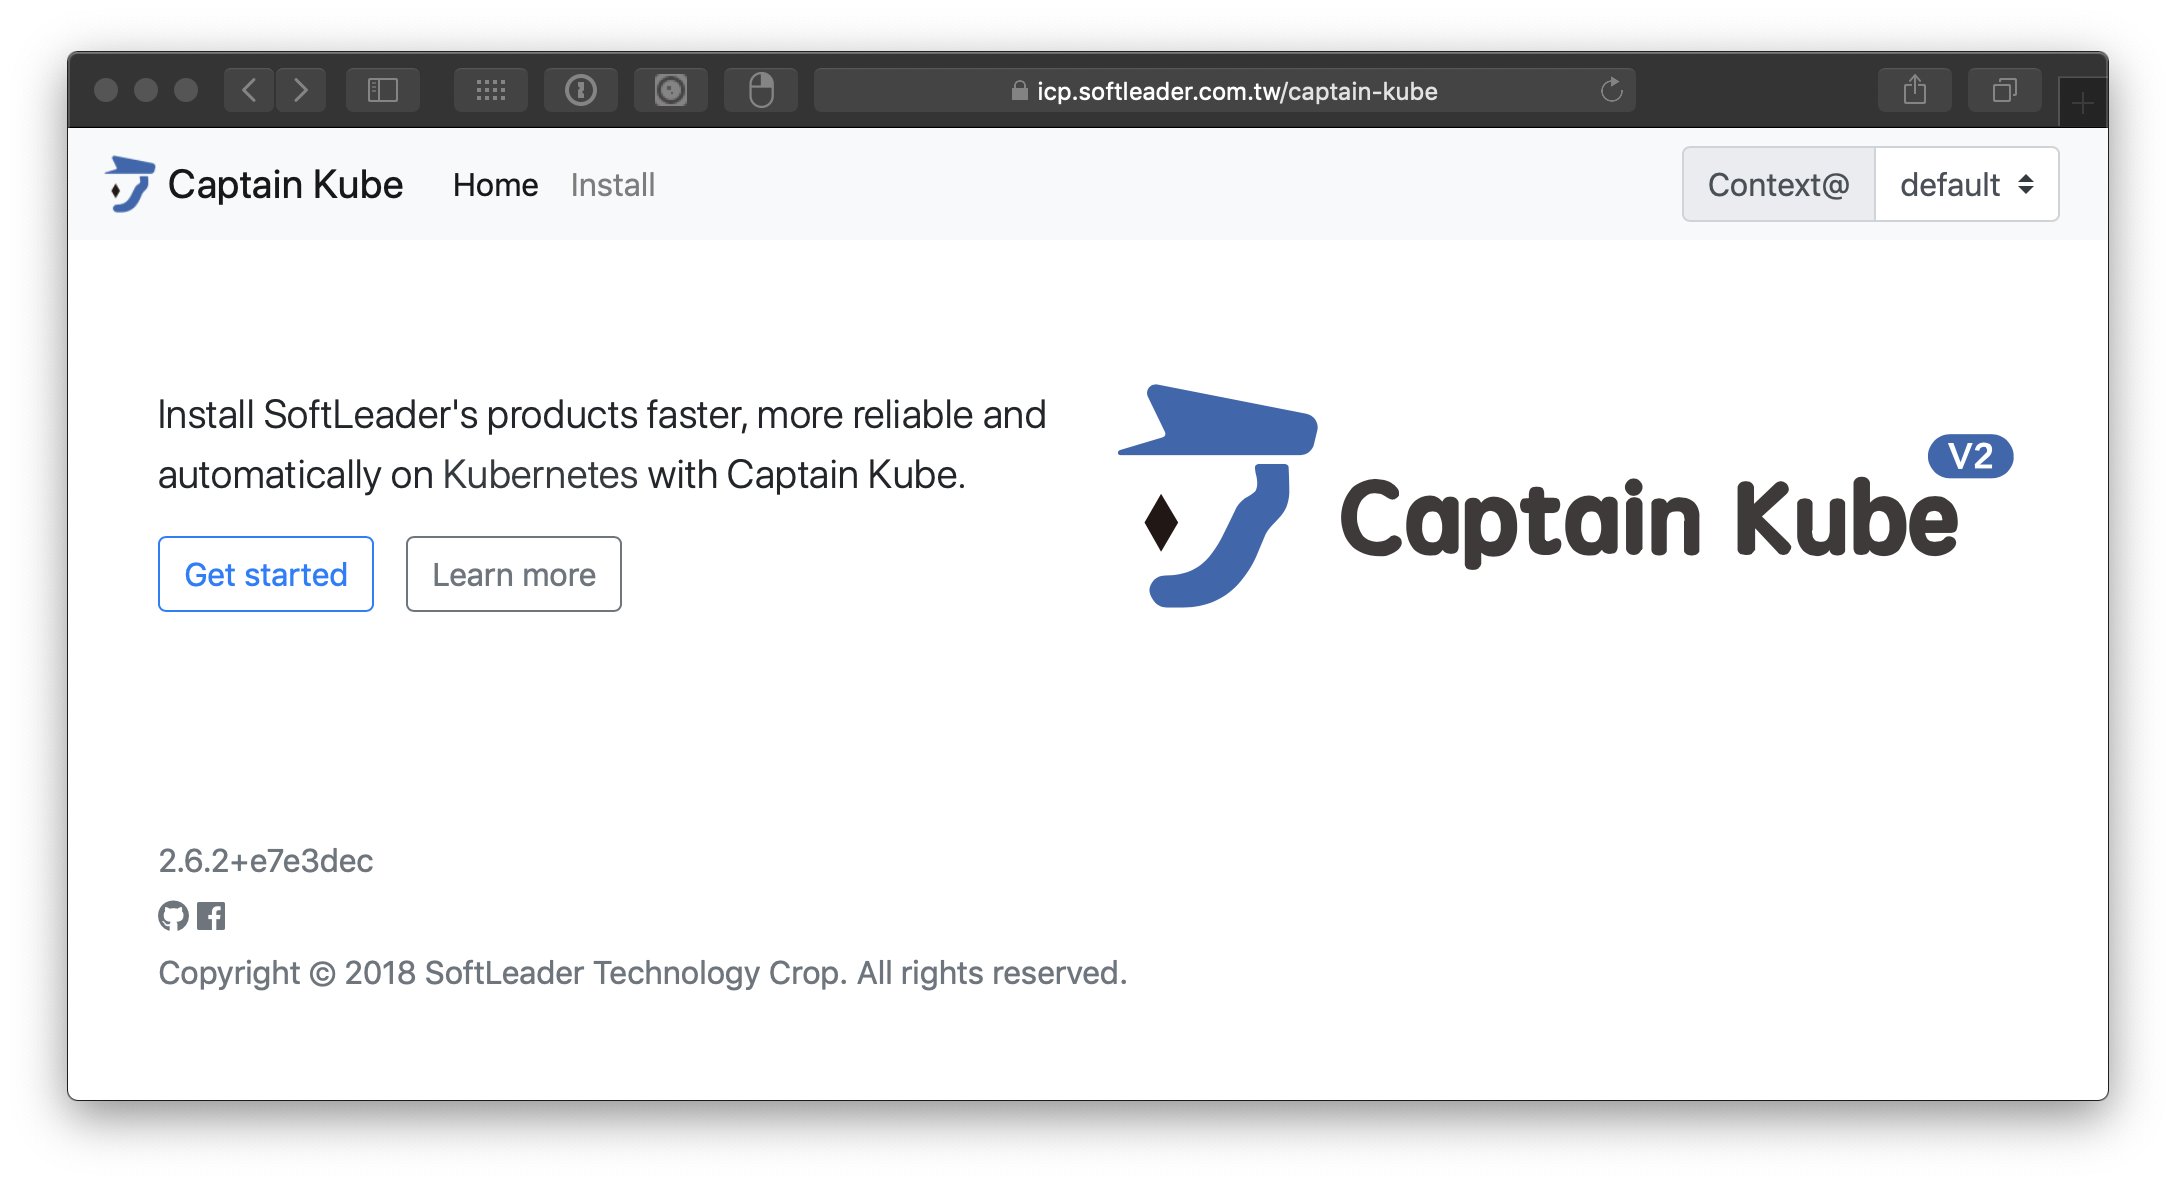 icp.softleader.com.tw/captain-kube
Captain Kube Home Install Context@ default
Install SoftLeader's products faster, more reliable and
automatically on Kubernetes with Captain Kube.
Get started Learn more
V2
Captain Kube
2.6.2+e7e3dec
Copyright © 2018 SoftLeader Technology Crop. All rights reserved.